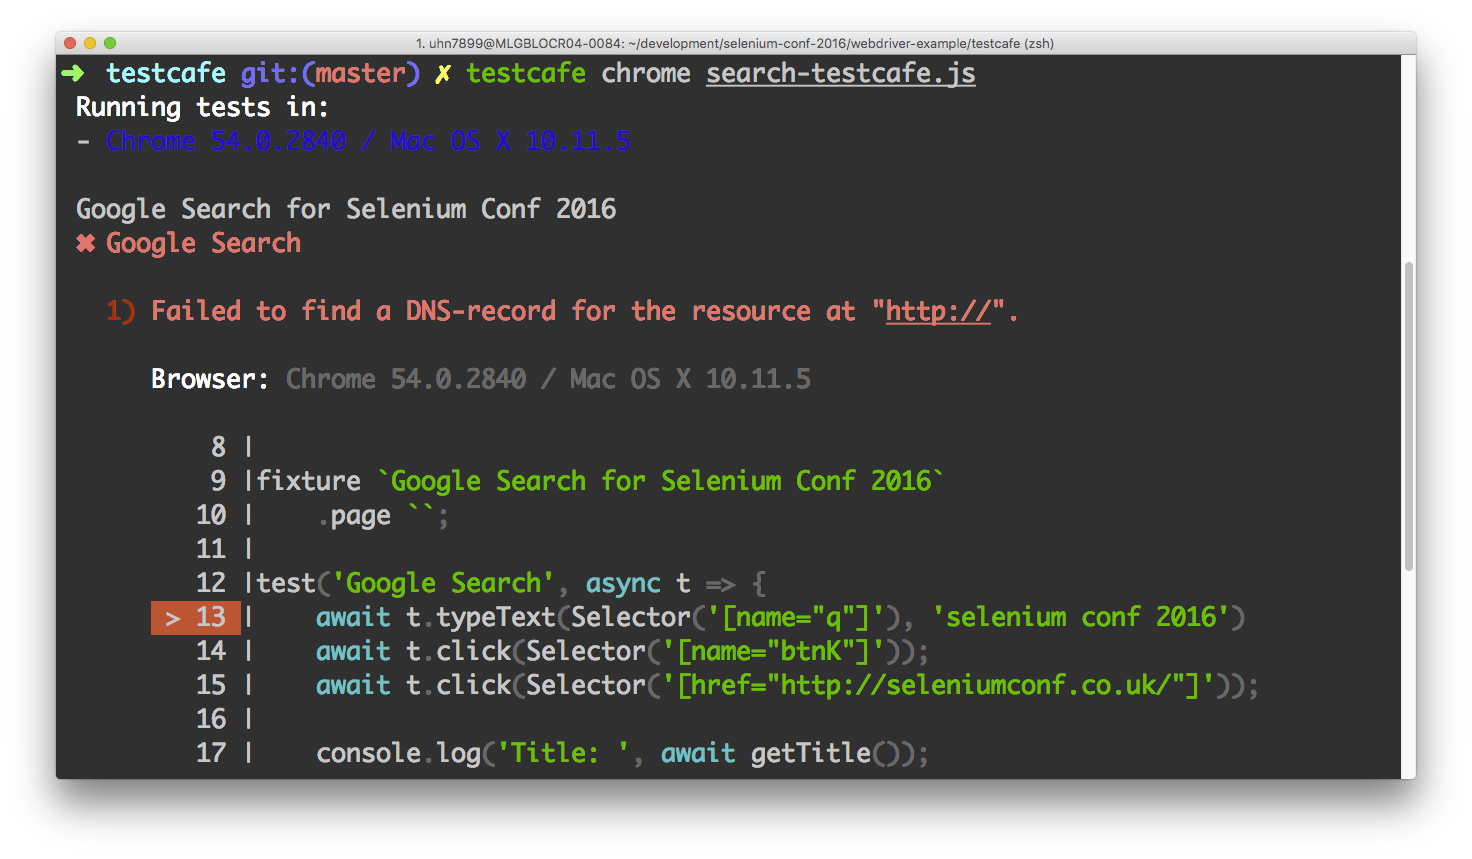 1. uhn7899@MLGBLOCR04-0084: ~/development/selenium-conf-2016/webdriver-example/testcafe (zsh)
➜ testcafe git:(master) ✗ testcafe chrome search-testcafe.js
Running tests in:
- Chrome 54.0.2840 / Mac OS X 10.11.5
Google Search for Selenium Conf 2016
✖ Google Search
1) Failed to find a DNS-record for the resource at "http://".
Browser: Chrome 54.0.2840 / Mac OS X 10.11.5
8 |
9 |fixture `Google Search for Selenium Conf 2016`
10 |    .page ``;
11 |
12 |test('Google Search', async t => {
> 13 |    await t.typeText(Selector('[name="q"]'), 'selenium conf 2016')
14 |    await t.click(Selector('[name="btnK"]'));
15 |    await t.click(Selector('[href="http://seleniumconf.co.uk/"]'));
16 |
17 |    console.log('Title: ', await getTitle());